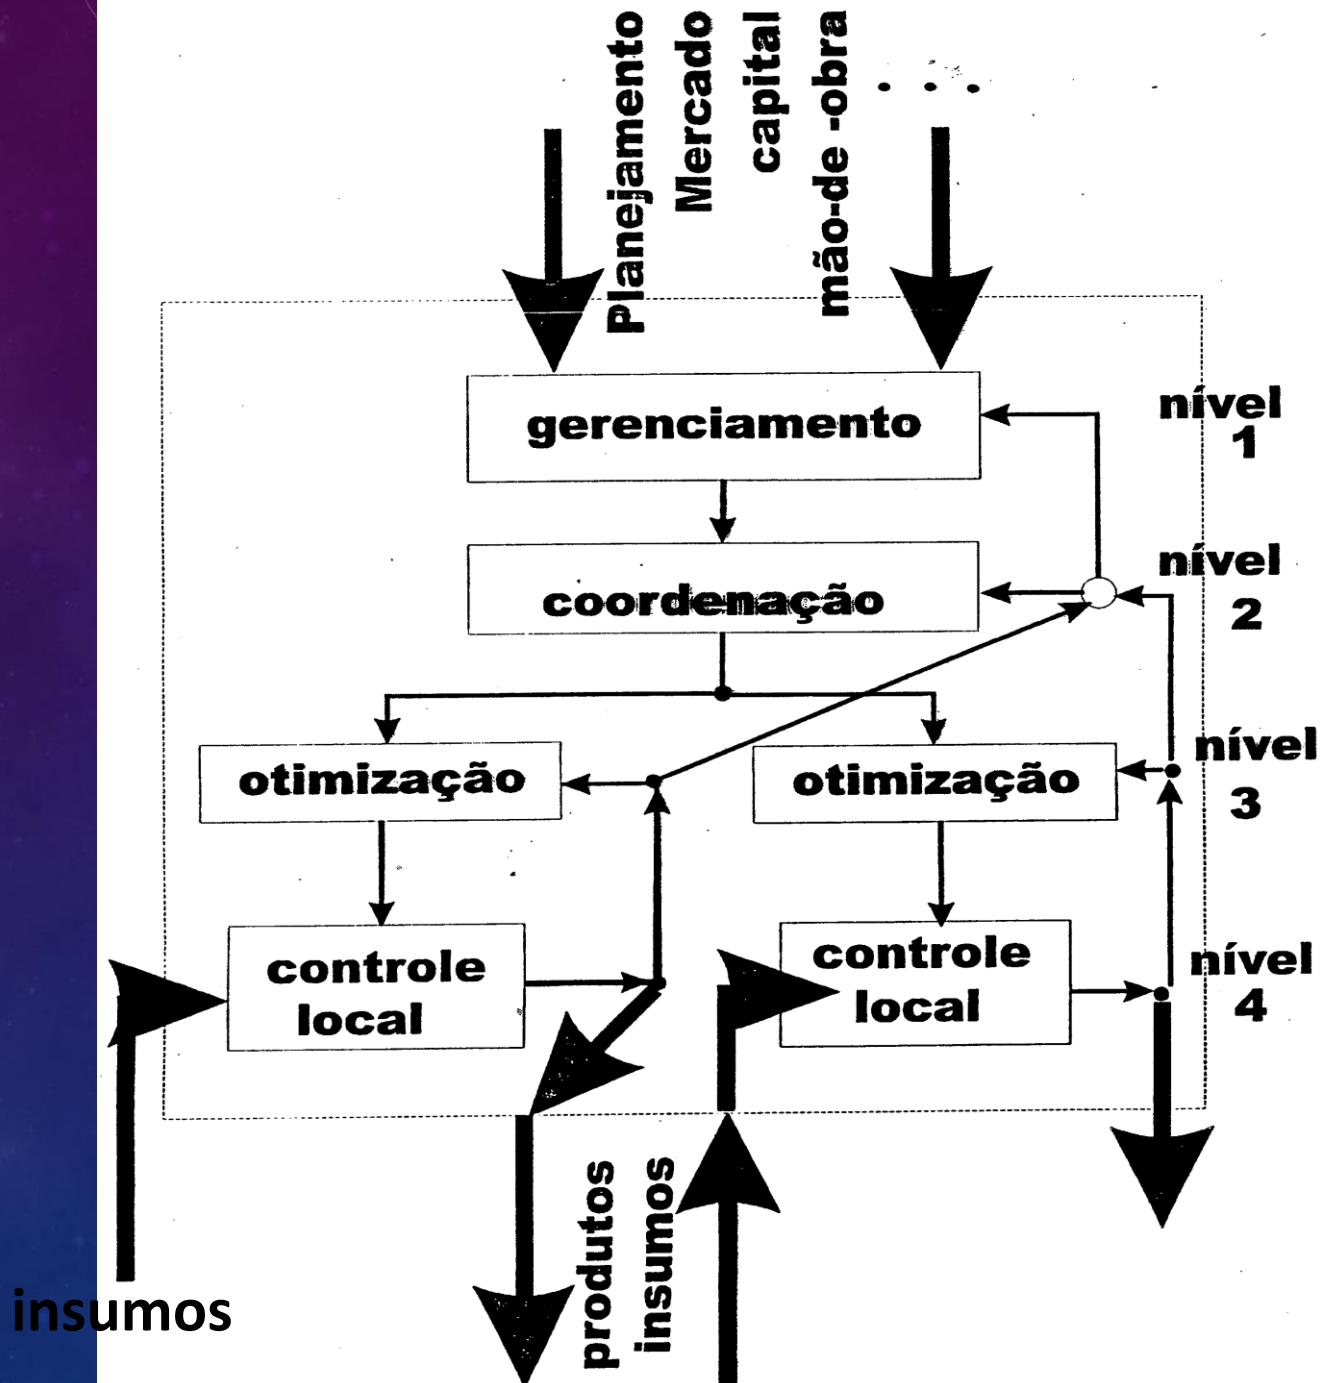 Planejamento
Mercado
capital
mão-de -obra
. . .
gerenciamento
nível
1
coordenação
nível
2
otimização
otimização
nível
3
controle
local
controle
local
nível
4
produtos
insumos
insumos